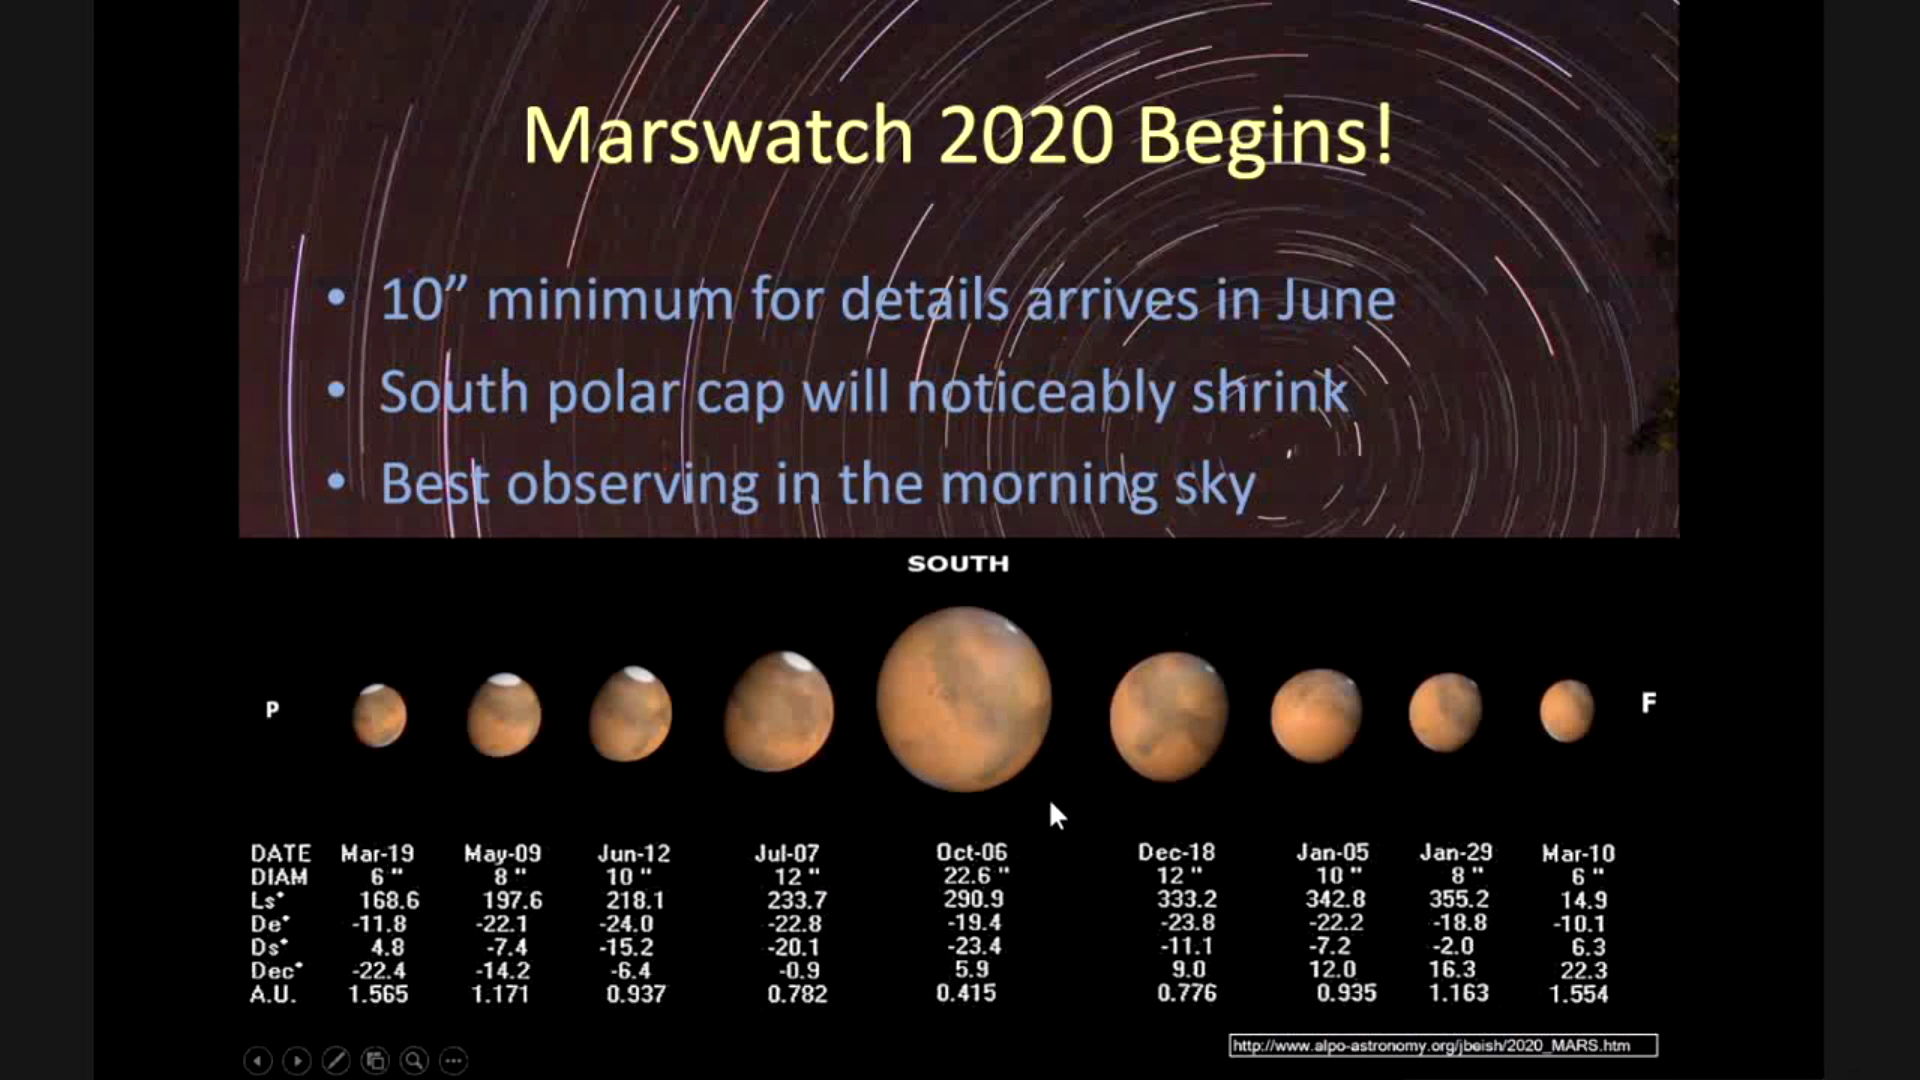 Marswatch 2020 Begins!
• 10” minimum for details arrives in June
• South polar cap will noticeably shrink
• Best observing in the morning sky
SOUTH
P
F
DATE Mar-19 May-09 Jun-12 Jul-07 Oct-06 Dec-18 Jan-05 Jan-29 Mar-10
DIAM 6 " 8 " 10 " 12 " 22.6 " 12 " 10 " 8 " 6 "
Ls° 168.6 197.6 218.1 233.7 290.9 333.2 342.8 355.2 14.9
De° -11.8 -22.1 -24.0 -22.8 -19.4 -23.8 -22.2 -18.8 -10.1
Ds° 4.8 -7.4 -15.2 -20.1 -23.4 -11.1 -7.2 -2.0 6.3
Dec° -22.4 -14.2 -6.4 -0.9 5.9 9.0 12.0 16.3 22.3
A.U. 1.565 1.171 0.937 0.782 0.415 0.776 0.935 1.163 1.554
http://www.alpo-astronomy.org/jbeish/2020_MARS.htm